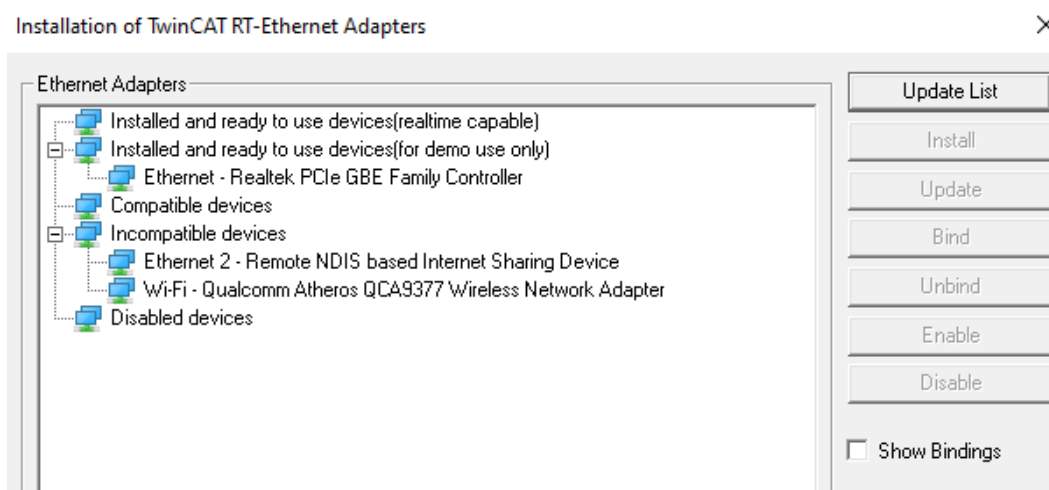 Installation of TwinCAT RT-Ethernet Adapters
Ethernet Adapters
Installed and ready to use devices(realtime capable)
Installed and ready to use devices(for demo use only)
Ethernet - Realtek PCIe GBE Family Controller
Compatible devices
Incompatible devices
Ethernet 2 - Remote NDIS based Internet Sharing Device
Wi-Fi - Qualcomm Atheros QCA9377 Wireless Network Adapter
Disabled devices
Update List
Install
Update
Bind
Unbind
Enable
Disable
Show Bindings